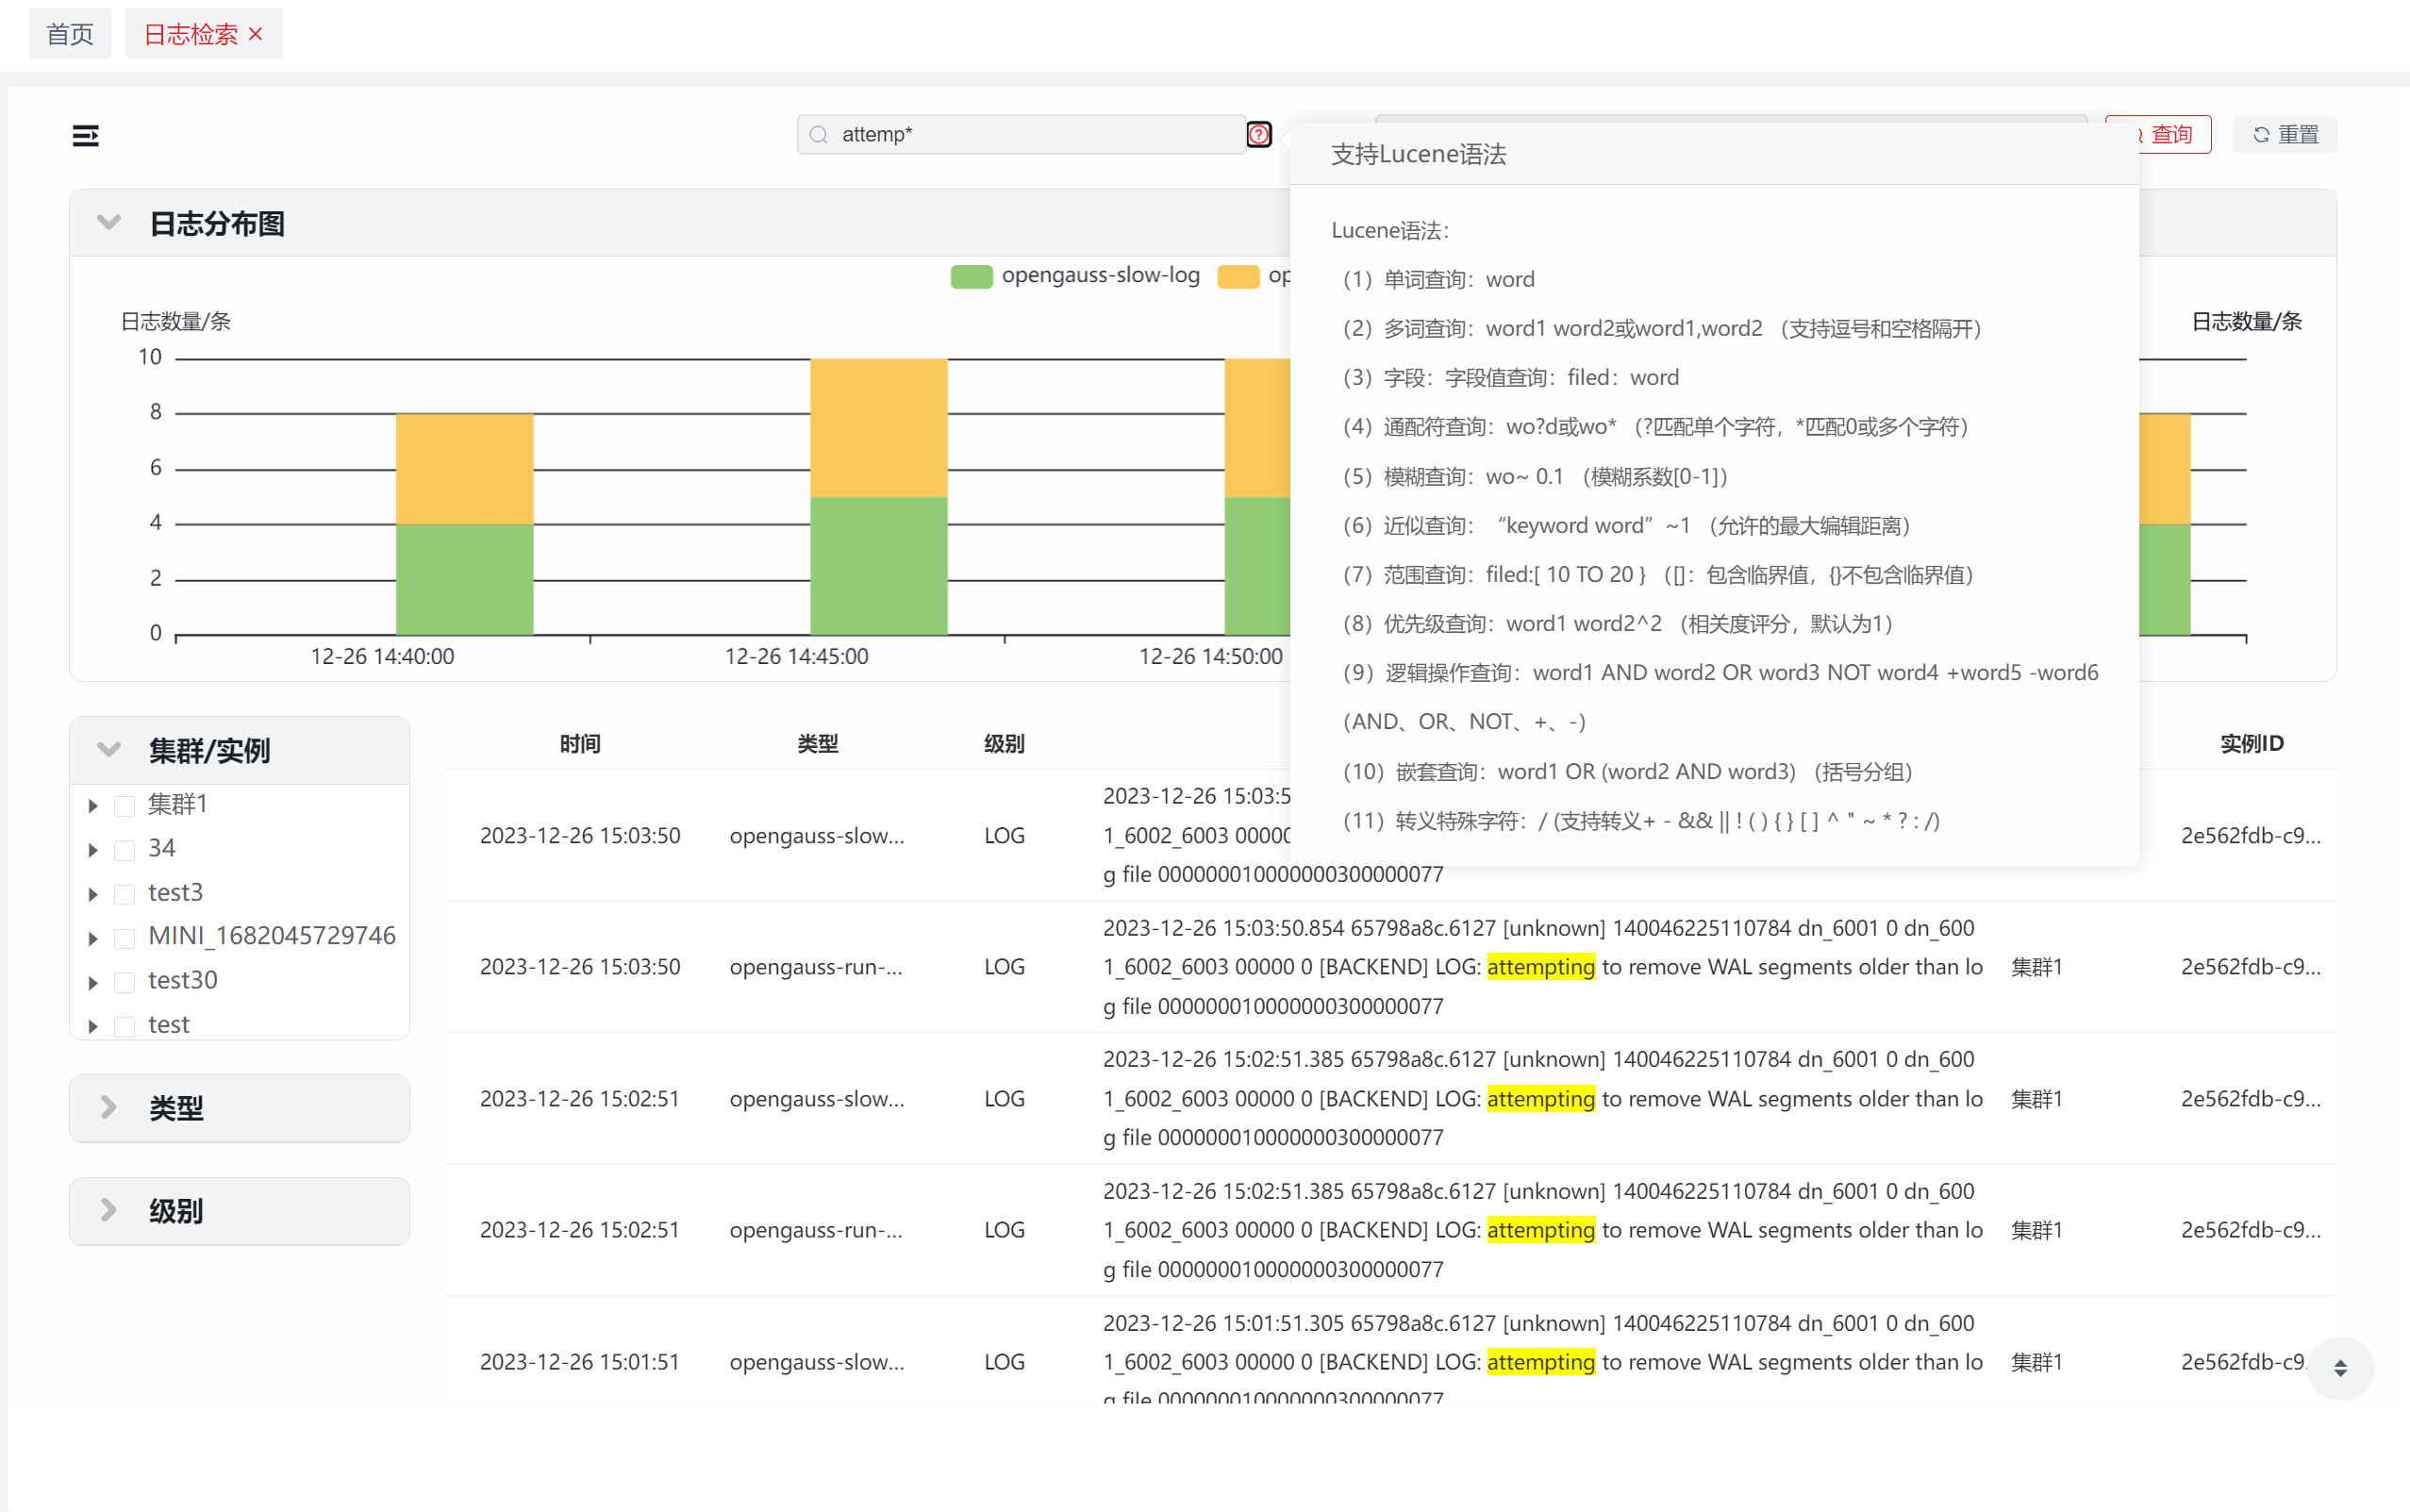 首页
日志检索 ×
attemp*
查询
重置
支持Lucene语法
Lucene语法：
（1）单词查询：word
（2）多词查询：word1 word2或word1,word2 （支持逗号和空格隔开）
（3）字段：字段值查询：filed：word
（4）通配符查询：wo?d或wo* （?匹配单个字符，*匹配0或多个字符）
（5）模糊查询：wo~ 0.1 （模糊系数[0-1]）
（6）近似查询： “keyword word” ~1 （允许的最大编辑距离）
（7）范围查询：filed:[ 10 TO 20 } （[]：包含临界值，{}不包含临界值）
（8）优先级查询：word1 word2^2 （相关度评分，默认为1）
（9）逻辑操作查询：word1 AND word2 OR word3 NOT word4 +word5 -word6
（AND、OR、NOT、+、-）
（10）嵌套查询：word1 OR (word2 AND word3) （括号分组）
（11）转义特殊字符：/ (支持转义+ - && || ! ( ) { } [ ] ^ " ~ * ? : /)
日志分布图
opengauss-slow-log
op
日志数量/条
日志数量/条
10
8
6
4
2
0
12-26 14:40:00
12-26 14:45:00
12-26 14:50:00
集群/实例
集群1
34
test3
MINI_1682045729746
test30
test
类型
级别
时间 类型 级别 实例ID
2023-12-26 15:03:50 opengauss-slow... LOG
2023-12-26 15:03:5
1_6002_6003 00000
g file 000000010000000300000077
2e562fdb-c9...
2023-12-26 15:03:50 opengauss-run-... LOG
2023-12-26 15:03:50.854 65798a8c.6127 [unknown] 140046225110784 dn_6001 0 dn_600
1_6002_6003 00000 0 [BACKEND] LOG: attempting to remove WAL segments older than lo
g file 000000010000000300000077
集群1 2e562fdb-c9...
2023-12-26 15:02:51 opengauss-slow... LOG
2023-12-26 15:02:51.385 65798a8c.6127 [unknown] 140046225110784 dn_6001 0 dn_600
1_6002_6003 00000 0 [BACKEND] LOG: attempting to remove WAL segments older than lo
g file 000000010000000300000077
集群1 2e562fdb-c9...
2023-12-26 15:02:51 opengauss-run-... LOG
2023-12-26 15:02:51.385 65798a8c.6127 [unknown] 140046225110784 dn_6001 0 dn_600
1_6002_6003 00000 0 [BACKEND] LOG: attempting to remove WAL segments older than lo
g file 000000010000000300000077
集群1 2e562fdb-c9...
2023-12-26 15:01:51 opengauss-slow... LOG
2023-12-26 15:01:51.305 65798a8c.6127 [unknown] 140046225110784 dn_6001 0 dn_600
1_6002_6003 00000 0 [BACKEND] LOG: attempting to remove WAL segments older than lo
g file 000000010000000300000077
集群1 2e562fdb-c9.